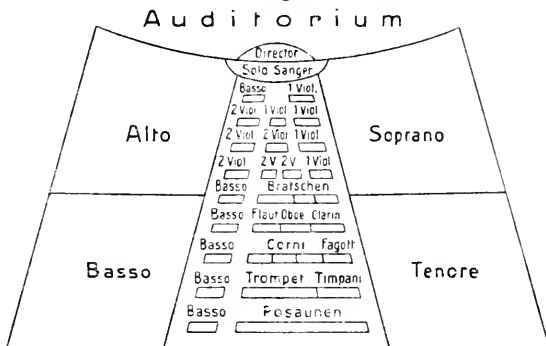 Auditorium
Director
Solo Sanger
Basso 1 Viol.
2 Viol 1 Viol 1 Viol
Alto
Soprano
2 Viol 2 Viol 1 Viol
2 Viol 2 V 2 V 1 Viol
Basso Bratschen
Basso Flaut Oboe Clarin
Basso Corni Fagott
Basso
Tenore
Basso Trompet Timpani
Basso Posaunen